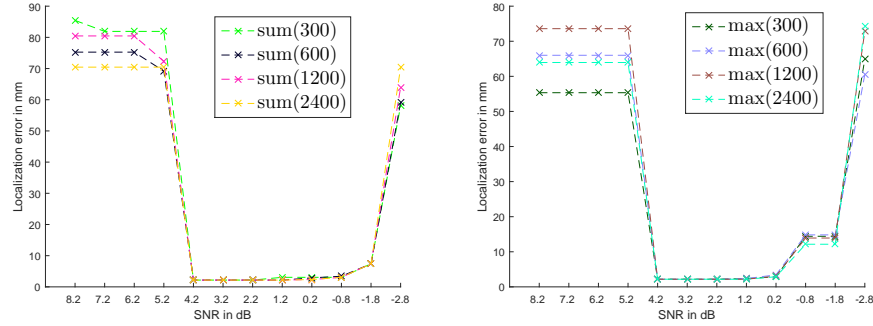 90
80
70
60
50
40
30
20
10
0
Localization error in mm
sum(300)
sum(600)
sum(1200)
sum(2400)
8.2 7.2 6.2 5.2 4.2 3.2 2.2 1.2 0.2 -0.8 -1.8 -2.8
SNR in dB
80
70
60
50
40
30
20
10
0
Localization error in mm
max(300)
max(600)
max(1200)
max(2400)
8.2 7.2 6.2 5.2 4.2 3.2 2.2 1.2 0.2 -0.8 -1.8 -2.8
SNR in dB